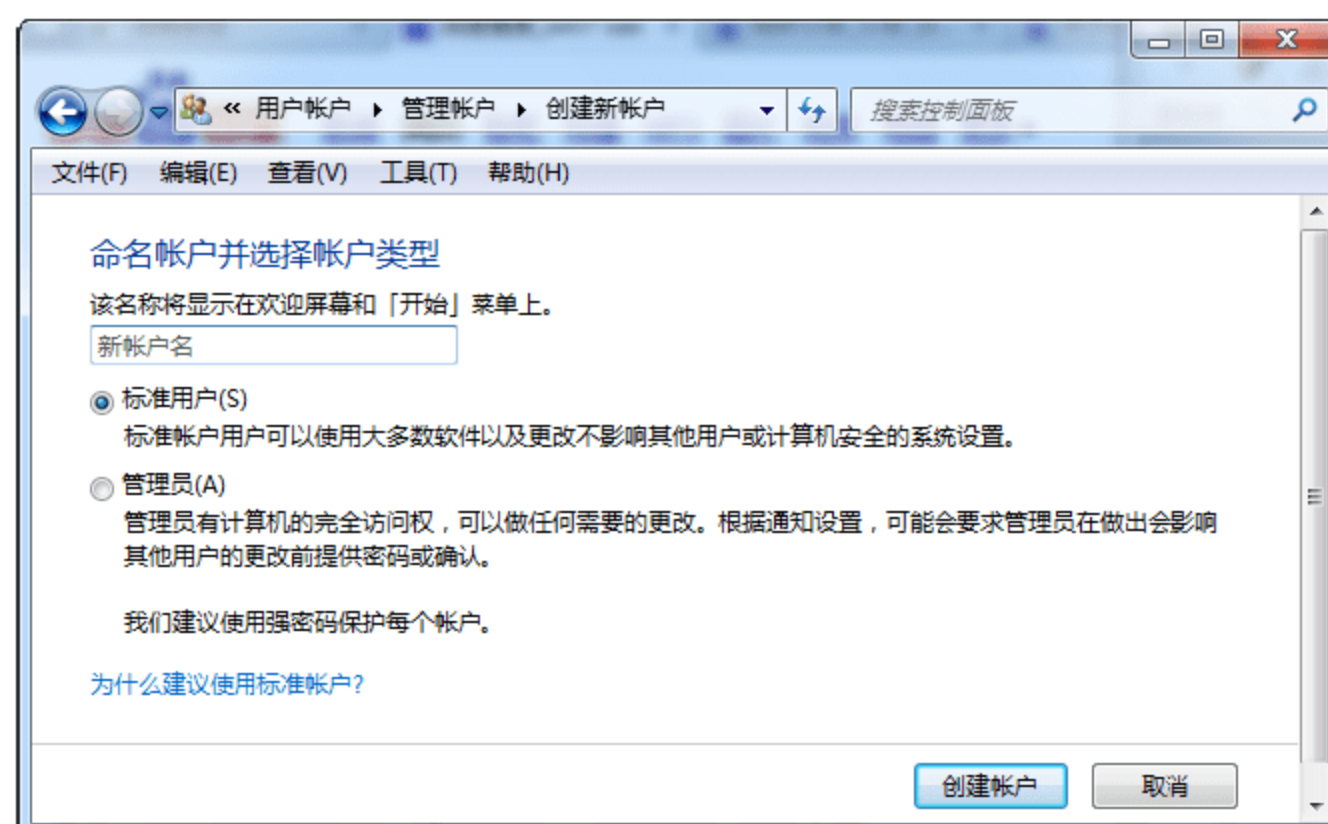 « 用户帐户 ▸ 管理帐户 ▸ 创建新帐户
搜索控制面板
文件(F) 编辑(E) 查看(V) 工具(T) 帮助(H)
命名帐户并选择帐户类型
该名称将显示在欢迎屏幕和「开始」菜单上。
新帐户名
标准用户(S)
标准帐户用户可以使用大多数软件以及更改不影响其他用户或计算机安全的系统设置。
管理员(A)
管理员有计算机的完全访问权，可以做任何需要的更改。根据通知设置，可能会要求管理员在做出会影响
其他用户的更改前提供密码或确认。
我们建议使用强密码保护每个帐户。
为什么建议使用标准帐户?
创建帐户 取消